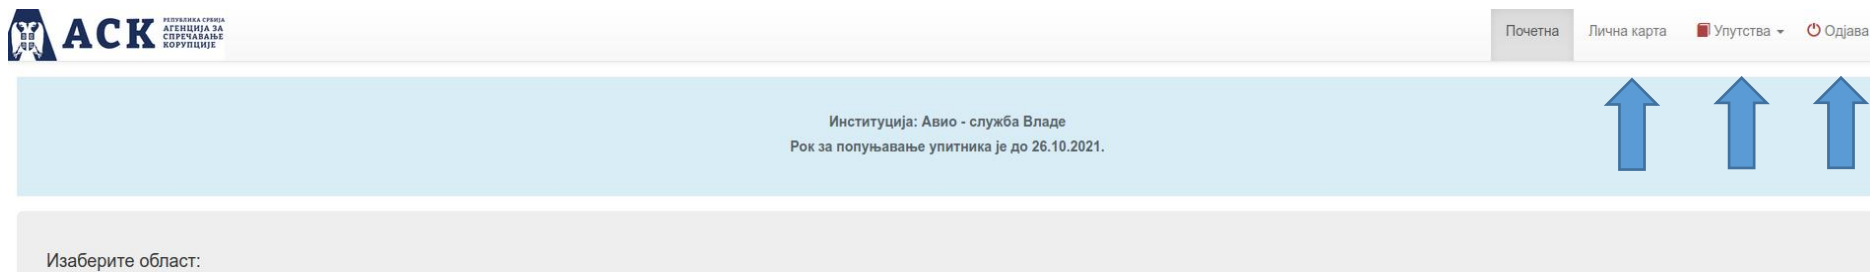 АСК
РЕПУБЛИКА СРБИЈА
АГЕНЦИЈА ЗА
СПРЕЧАВАЊЕ
КОРУПЦИЈЕ
Почетна
Лична карта
Упутства
Одјава
Институција: Авио - служба Владе
Рок за попуњавање упитника је до 26.10.2021.
Изаберите област: